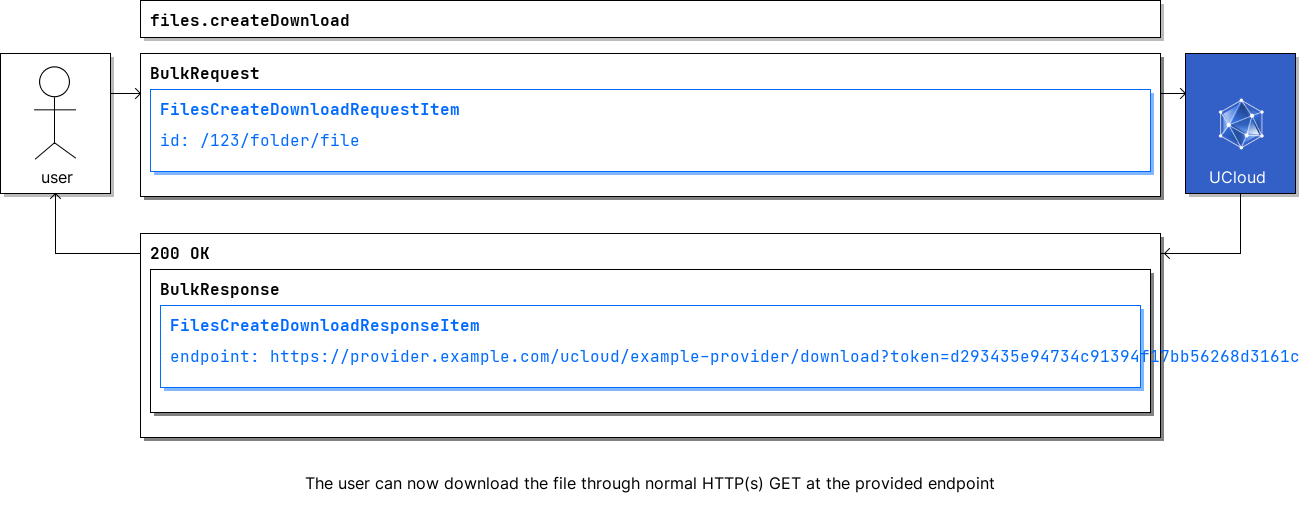 files.createDownload
BulkRequest
FilesCreateDownloadRequestItem
id: /123/folder/file
user
UCloud
200 OK
BulkResponse
FilesCreateDownloadResponseItem
endpoint: https://provider.example.com/ucloud/example-provider/download?token=d293435e94734c91394f17bb56268d3161c
The user can now download the file through normal HTTP(s) GET at the provided endpoint